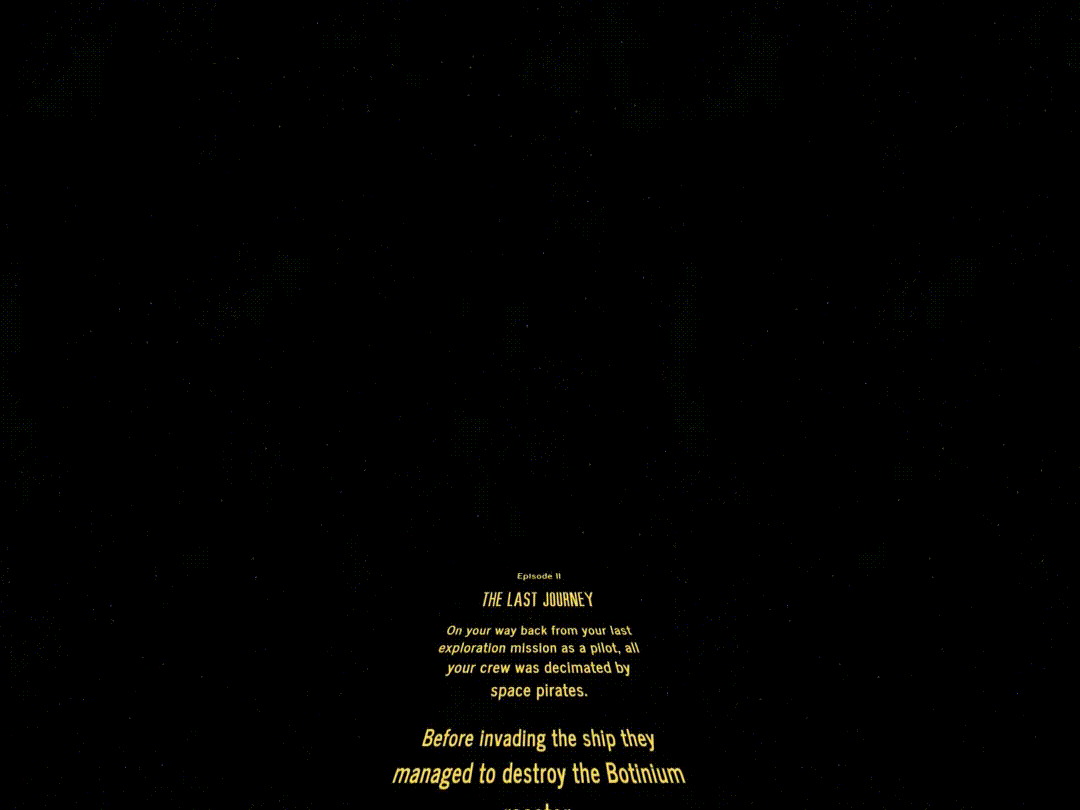 Episode II
THE LAST JOURNEY
On your way back from your last
exploration mission as a pilot, all
your crew was decimated by
space pirates.
Before invading the ship they
managed to destroy the Botinium